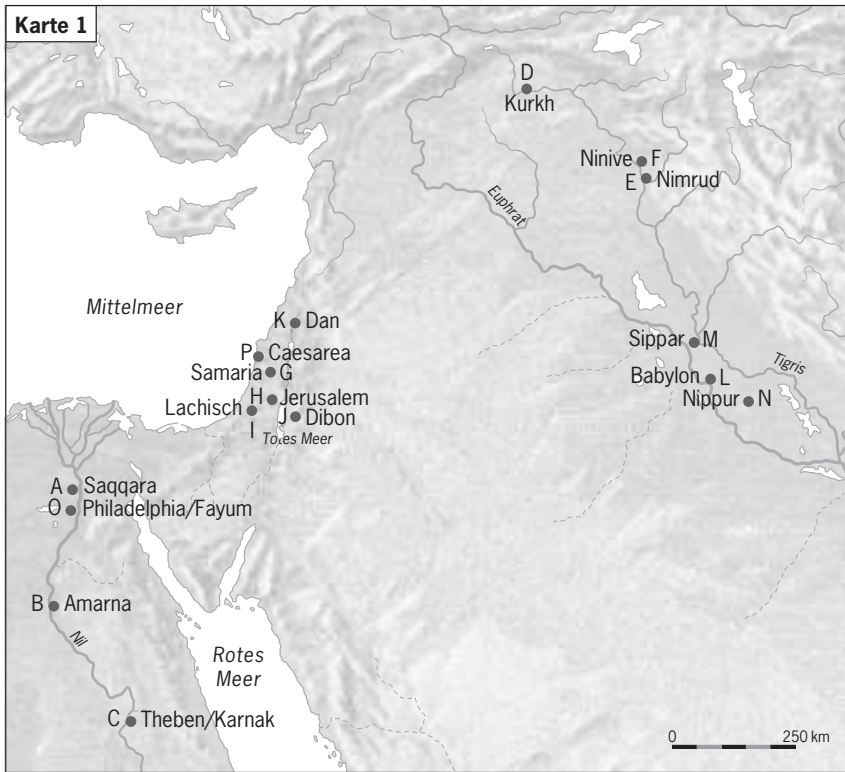 Karte 1
D
Kurkh
Ninive F
E Nimrud
Euphrat
Mittelmeer
K Dan
P Caesarea
Samaria G
H Jerusalem
Lachisch
J Dibon
I
Totes Meer
Sippar M
Tigris
Babylon L
Nippur N
A Saqqara
O Philadelphia/Fayum
B Amarna
Nil
Rotes
Meer
C Theben/Karnak
0 250 km